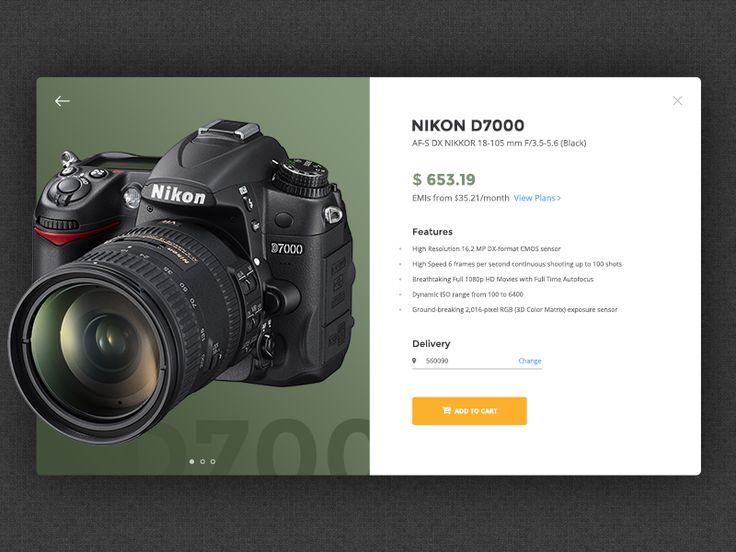 Nikon
D7000
VR
D7000
NIKON D7000
AF-S DX NIKKOR 18-105 mm F/3.5-5.6 (Black)
$ 653.19
EMIs from $35.21/month View Plans >
Features
High Resolution 16.2 MP DX-format CMOS sensor
High Speed 6 frames per second continuous shooting up to 100 shots
Breathtaking Full 1080p HD Movies with Full Time Autofocus
Dynamic ISO range from 100 to 6400
Ground-breaking 2,016-pixel RGB (3D Color Matrix) exposure sensor
Delivery
560090 Change
ADD TO CART